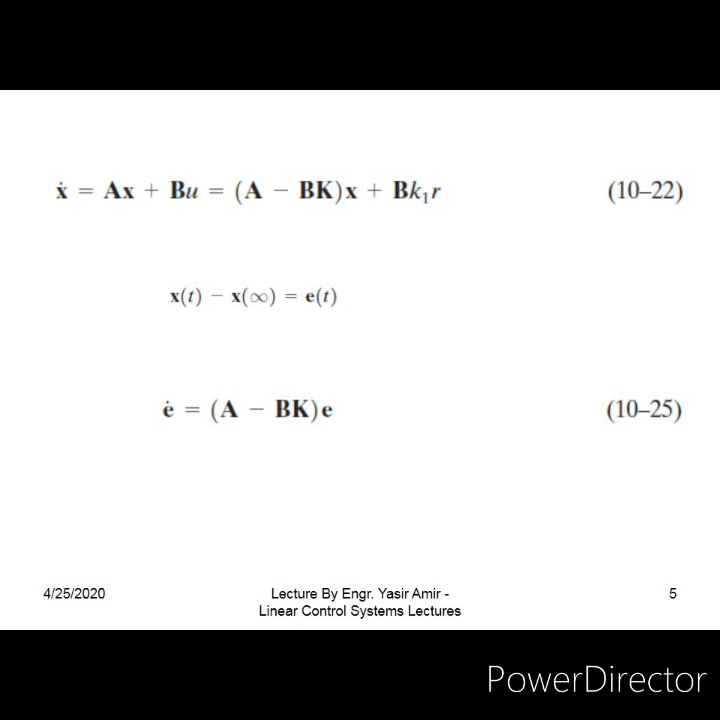 ẋ = Ax + Bu = (A − BK)x + Bk₁r (10–22)
x(t) − x(∞) = e(t)
ė = (A − BK)e (10–25)
4/25/2020 Lecture By Engr. Yasir Amir - 5
Linear Control Systems Lectures
PowerDirector